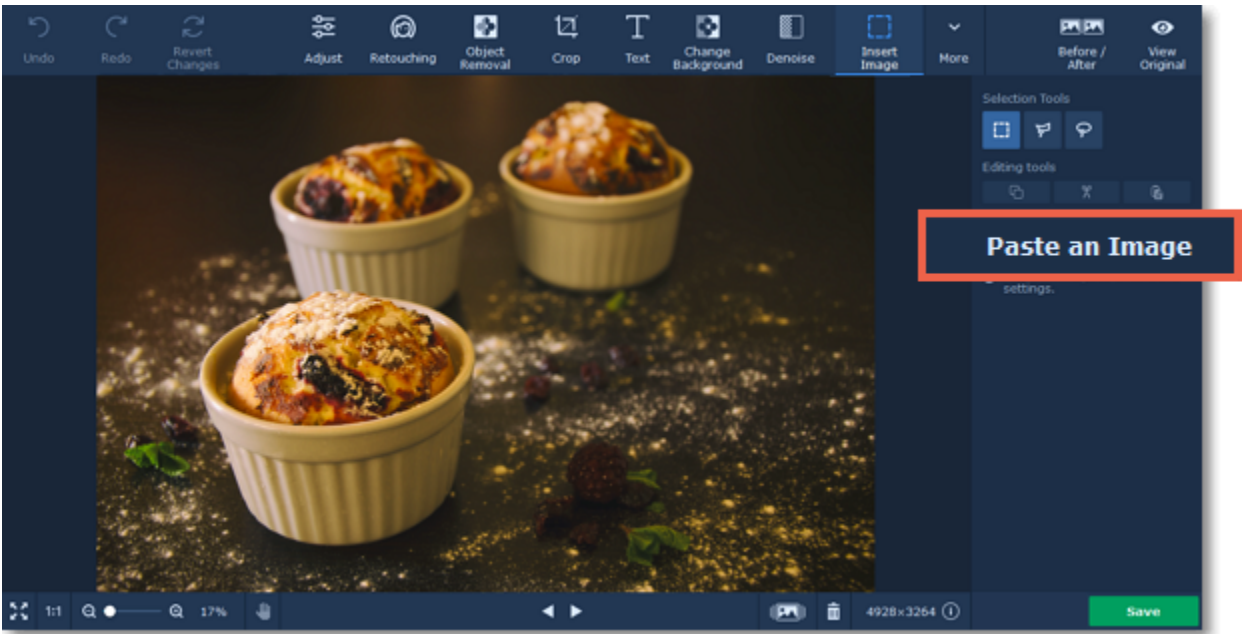 Undo
Redo
Revert
Changes
Adjust
Retouching
Object
Removal
Crop
T
Text
Change
Background
Denoise
Insert
Image
More
Before /
After
View
Original
Selection Tools
Editing tools
Paste an Image
settings.
1:1
17%
4928×3264
Save